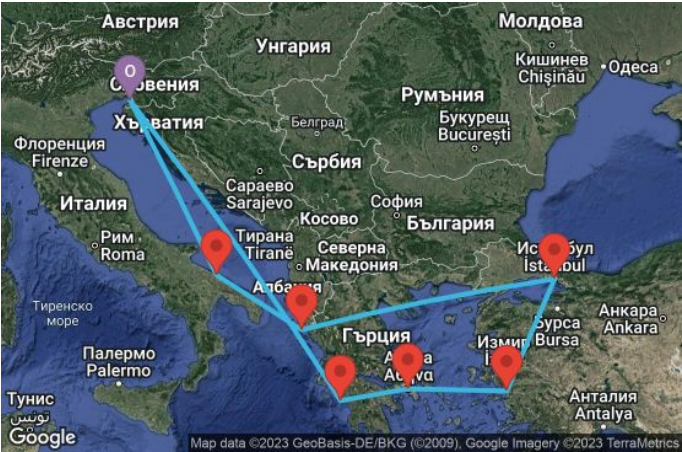 Австрия
Молдова
Унгария
Кишинев
Chișinău
Одеса
O
Словения
Румъния
Хърватия
Белград
Букурещ
București
Флоренция
Firenze
Сърбия
Сараево
Sarajevo
София
Италия
Косово
България
Рим
Roma
Тирана
Tiranë
Северна
Македония
Истанбул
İstanbul
Албания
Тиренско
море
Гърция
Бурса
Bursa
Анкара
Ankara
Измир
Палермо
Palermo
Αθήνα
Тунис
تونس
Анталия
Antalya
Google
Map data ©2023 GeoBasis-DE/BKG (©2009), Google Imagery ©2023 TerraMetrics